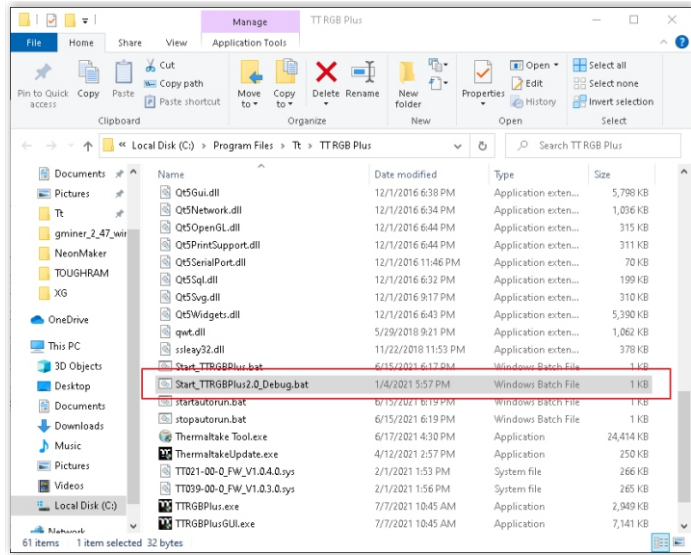 Manage
TT RGB Plus
File
Home
Share
View
Application Tools
Pin to Quick access
Copy
Paste
Cut
Copy path
Paste shortcut
Clipboard
Move to
Copy to
Delete
Rename
Organize
New folder
New
Properties
Open
Edit
History
Open
Select all
Select none
Invert selection
Select
« Local Disk (C:) › Program Files › Tt › TT RGB Plus
Search TT RGB Plus
Documents
Pictures
Tt
gminer_2_47_wir
NeonMaker
TOUGHRAM
XG
OneDrive
This PC
3D Objects
Desktop
Documents
Downloads
Music
Pictures
Videos
Local Disk (C:)
Network
Name Date modified Type Size
Qt5Gui.dll 12/1/2016 6:38 PM Application exten... 5,798 KB
Qt5Network.dll 12/1/2016 6:34 PM Application exten... 1,036 KB
Qt5OpenGL.dll 12/1/2016 6:44 PM Application exten... 315 KB
Qt5PrintSupport.dll 12/1/2016 6:44 PM Application exten... 311 KB
Qt5SerialPort.dll 12/1/2016 11:46 PM Application exten... 70 KB
Qt5Sql.dll 12/1/2016 6:32 PM Application exten... 199 KB
Qt5Svg.dll 12/1/2016 9:17 PM Application exten... 310 KB
Qt5Widgets.dll 12/1/2016 6:43 PM Application exten... 5,390 KB
qwt.dll 5/29/2018 9:21 PM Application exten... 1,062 KB
ssleay32.dll 11/22/2018 11:53 PM Application exten... 378 KB
Start_TTRGBPlus.bat 6/15/2021 6:17 PM Windows Batch File 1 KB
Start_TTRGBPlus2.0_Debug.bat 1/4/2021 5:57 PM Windows Batch File 1 KB
startautorun.bat 6/15/2021 6:19 PM Windows Batch File 1 KB
stopautorun.bat 6/15/2021 6:19 PM Windows Batch File 1 KB
Thermaltake Tool.exe 6/17/2021 4:30 PM Application 24,414 KB
ThermaltakeUpdate.exe 4/12/2021 2:57 PM Application 250 KB
TT021-00-0_FW_V1.0.4.0.sys 2/1/2021 1:53 PM System file 266 KB
TT039-00-0_FW_V1.0.3.0.sys 2/1/2021 1:56 PM System file 265 KB
TTRGBPlus.exe 7/7/2021 10:45 AM Application 2,949 KB
TTRGBPlusGUI.exe 7/7/2021 10:45 AM Application 7,141 KB
61 items 1 item selected 32 bytes